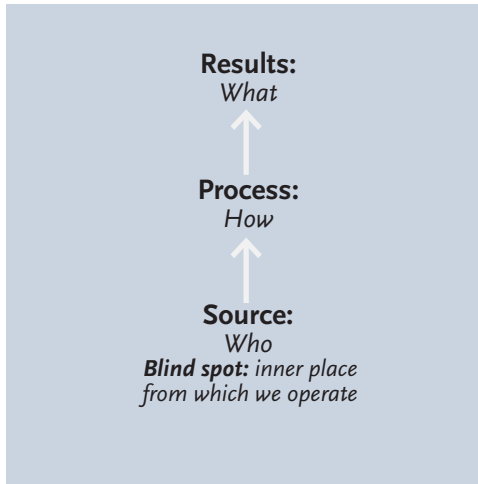 Results:
What
Process:
How
Source:
Who
Blind spot: inner place
from which we operate